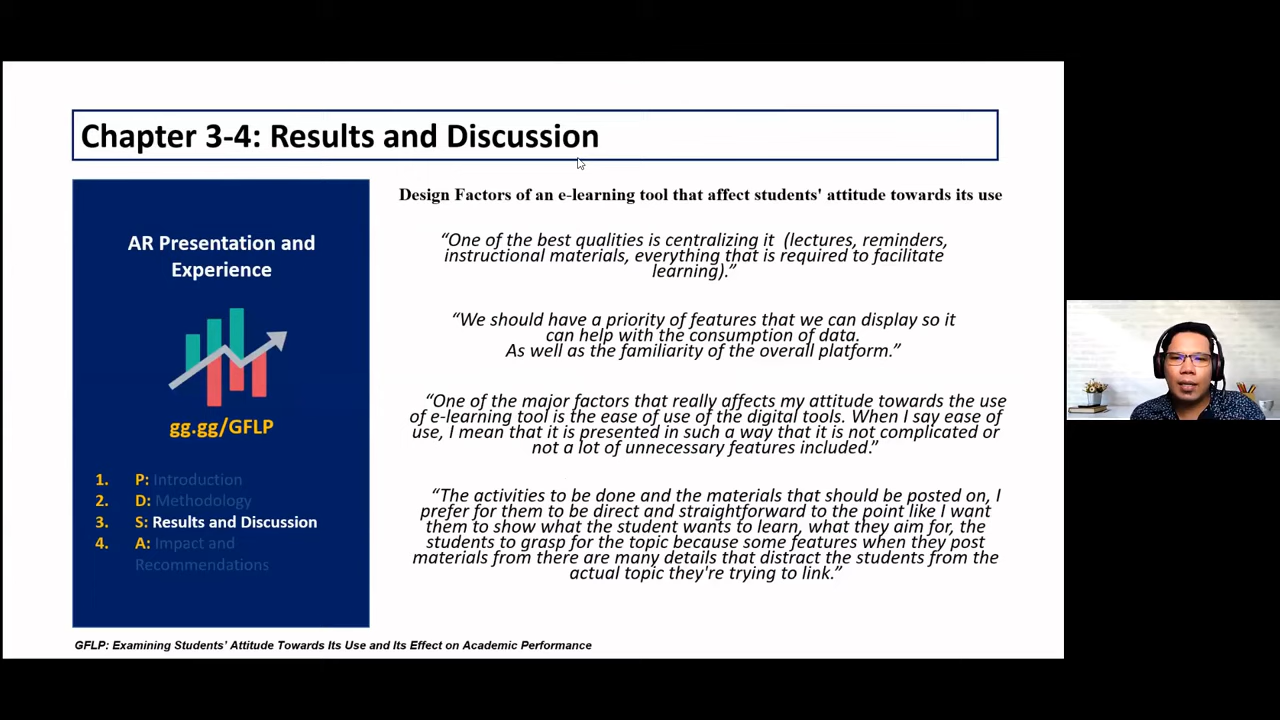 Chapter 3-4: Results and Discussion
AR Presentation and
Experience
gg.gg/GFLP
1. P: Introduction
2. D: Methodology
3. S: Results and Discussion
4. A: Impact and
Recommendations
Design Factors of an e-learning tool that affect students' attitude towards its use
“One of the best qualities is centralizing it (lectures, reminders,
instructional materials, everything that is required to facilitate
learning).”
“We should have a priority of features that we can display so it
can help with the consumption of data.
As well as the familiarity of the overall platform.”
“One of the major factors that really affects my attitude towards the use
of e-learning tool is the ease of use of the digital tools. When I say ease of
use, I mean that it is presented in such a way that it is not complicated or
not a lot of unnecessary features included.”
“The activities to be done and the materials that should be posted on, I
prefer for them to be direct and straightforward to the point like I want
them to show what the student wants to learn, what they aim for, the
students to grasp for the topic because some features when they post
materials from there are many details that distract the students from the
actual topic they're trying to link.”
GFLP: Examining Students’ Attitude Towards Its Use and Its Effect on Academic Performance